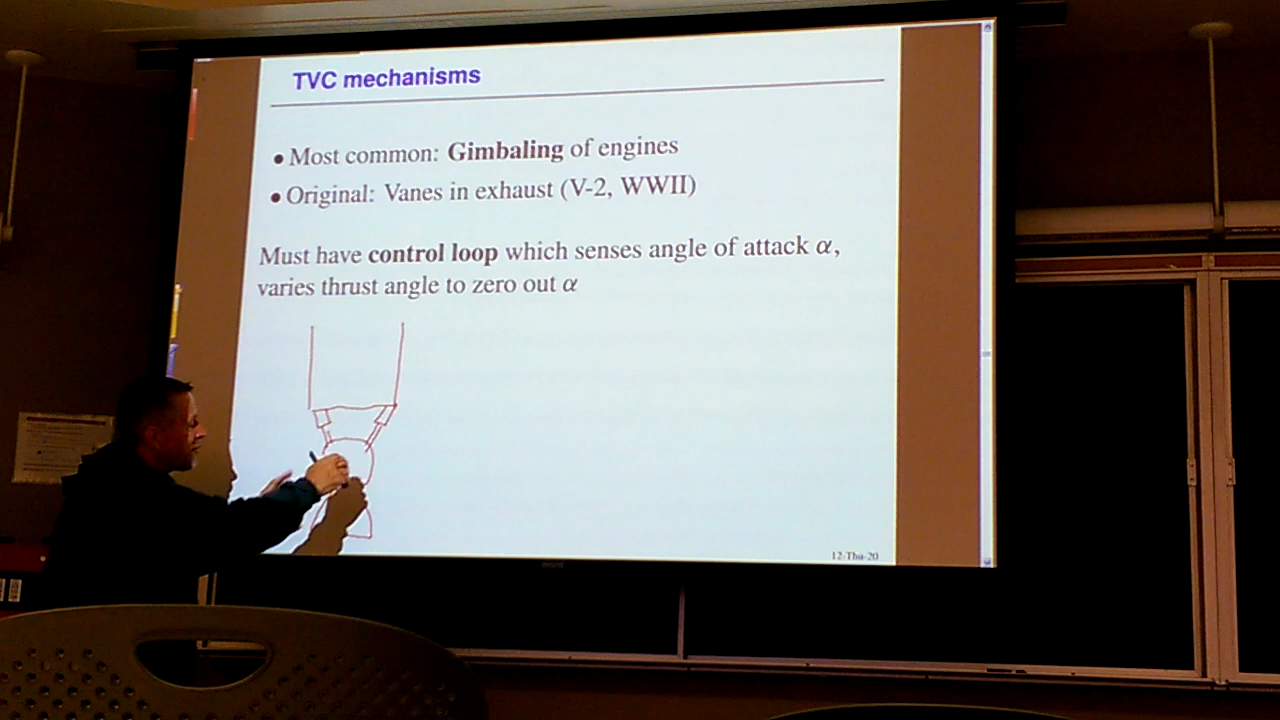 TVC mechanisms
• Most common: Gimbaling of engines
• Original: Vanes in exhaust (V-2, WWII)
Must have control loop which senses angle of attack α,
varies thrust angle to zero out α
12-Thu-20